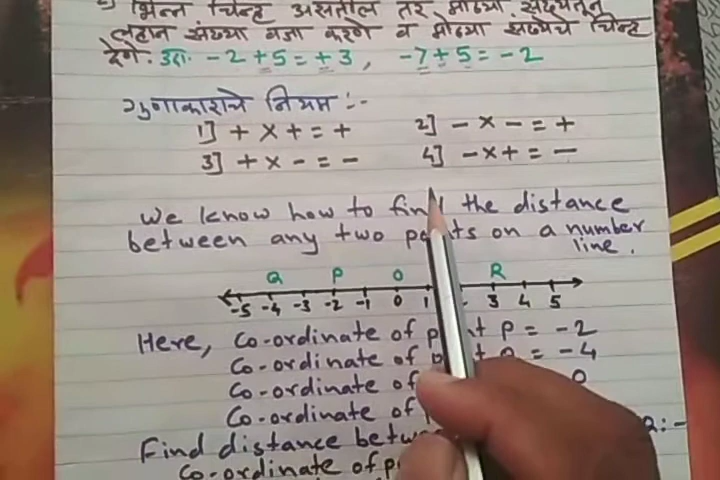 भिन्न चिन्ह असतील तर मोठ्या संख्येतून
लहान संख्या वजा करणे व मोठ्या संख्येचे चिन्ह
देणे. उदा. -2+5=+3, -7+5=-2
गुणाकाराचे नियम :-
1] + × + = + 2] - × - = +
3] + × - = - 4] - × + = -
We know how to find the distance
between any two points on a number
line.
Q P O R
-5 -4 -3 -2 -1 0 1 3 4 5
Here, Co-ordinate of point P = -2
Co-ordinate of = -4
Co-ordinate of 0
Co-ordinate of
Find distance :-
Co-ordinate of